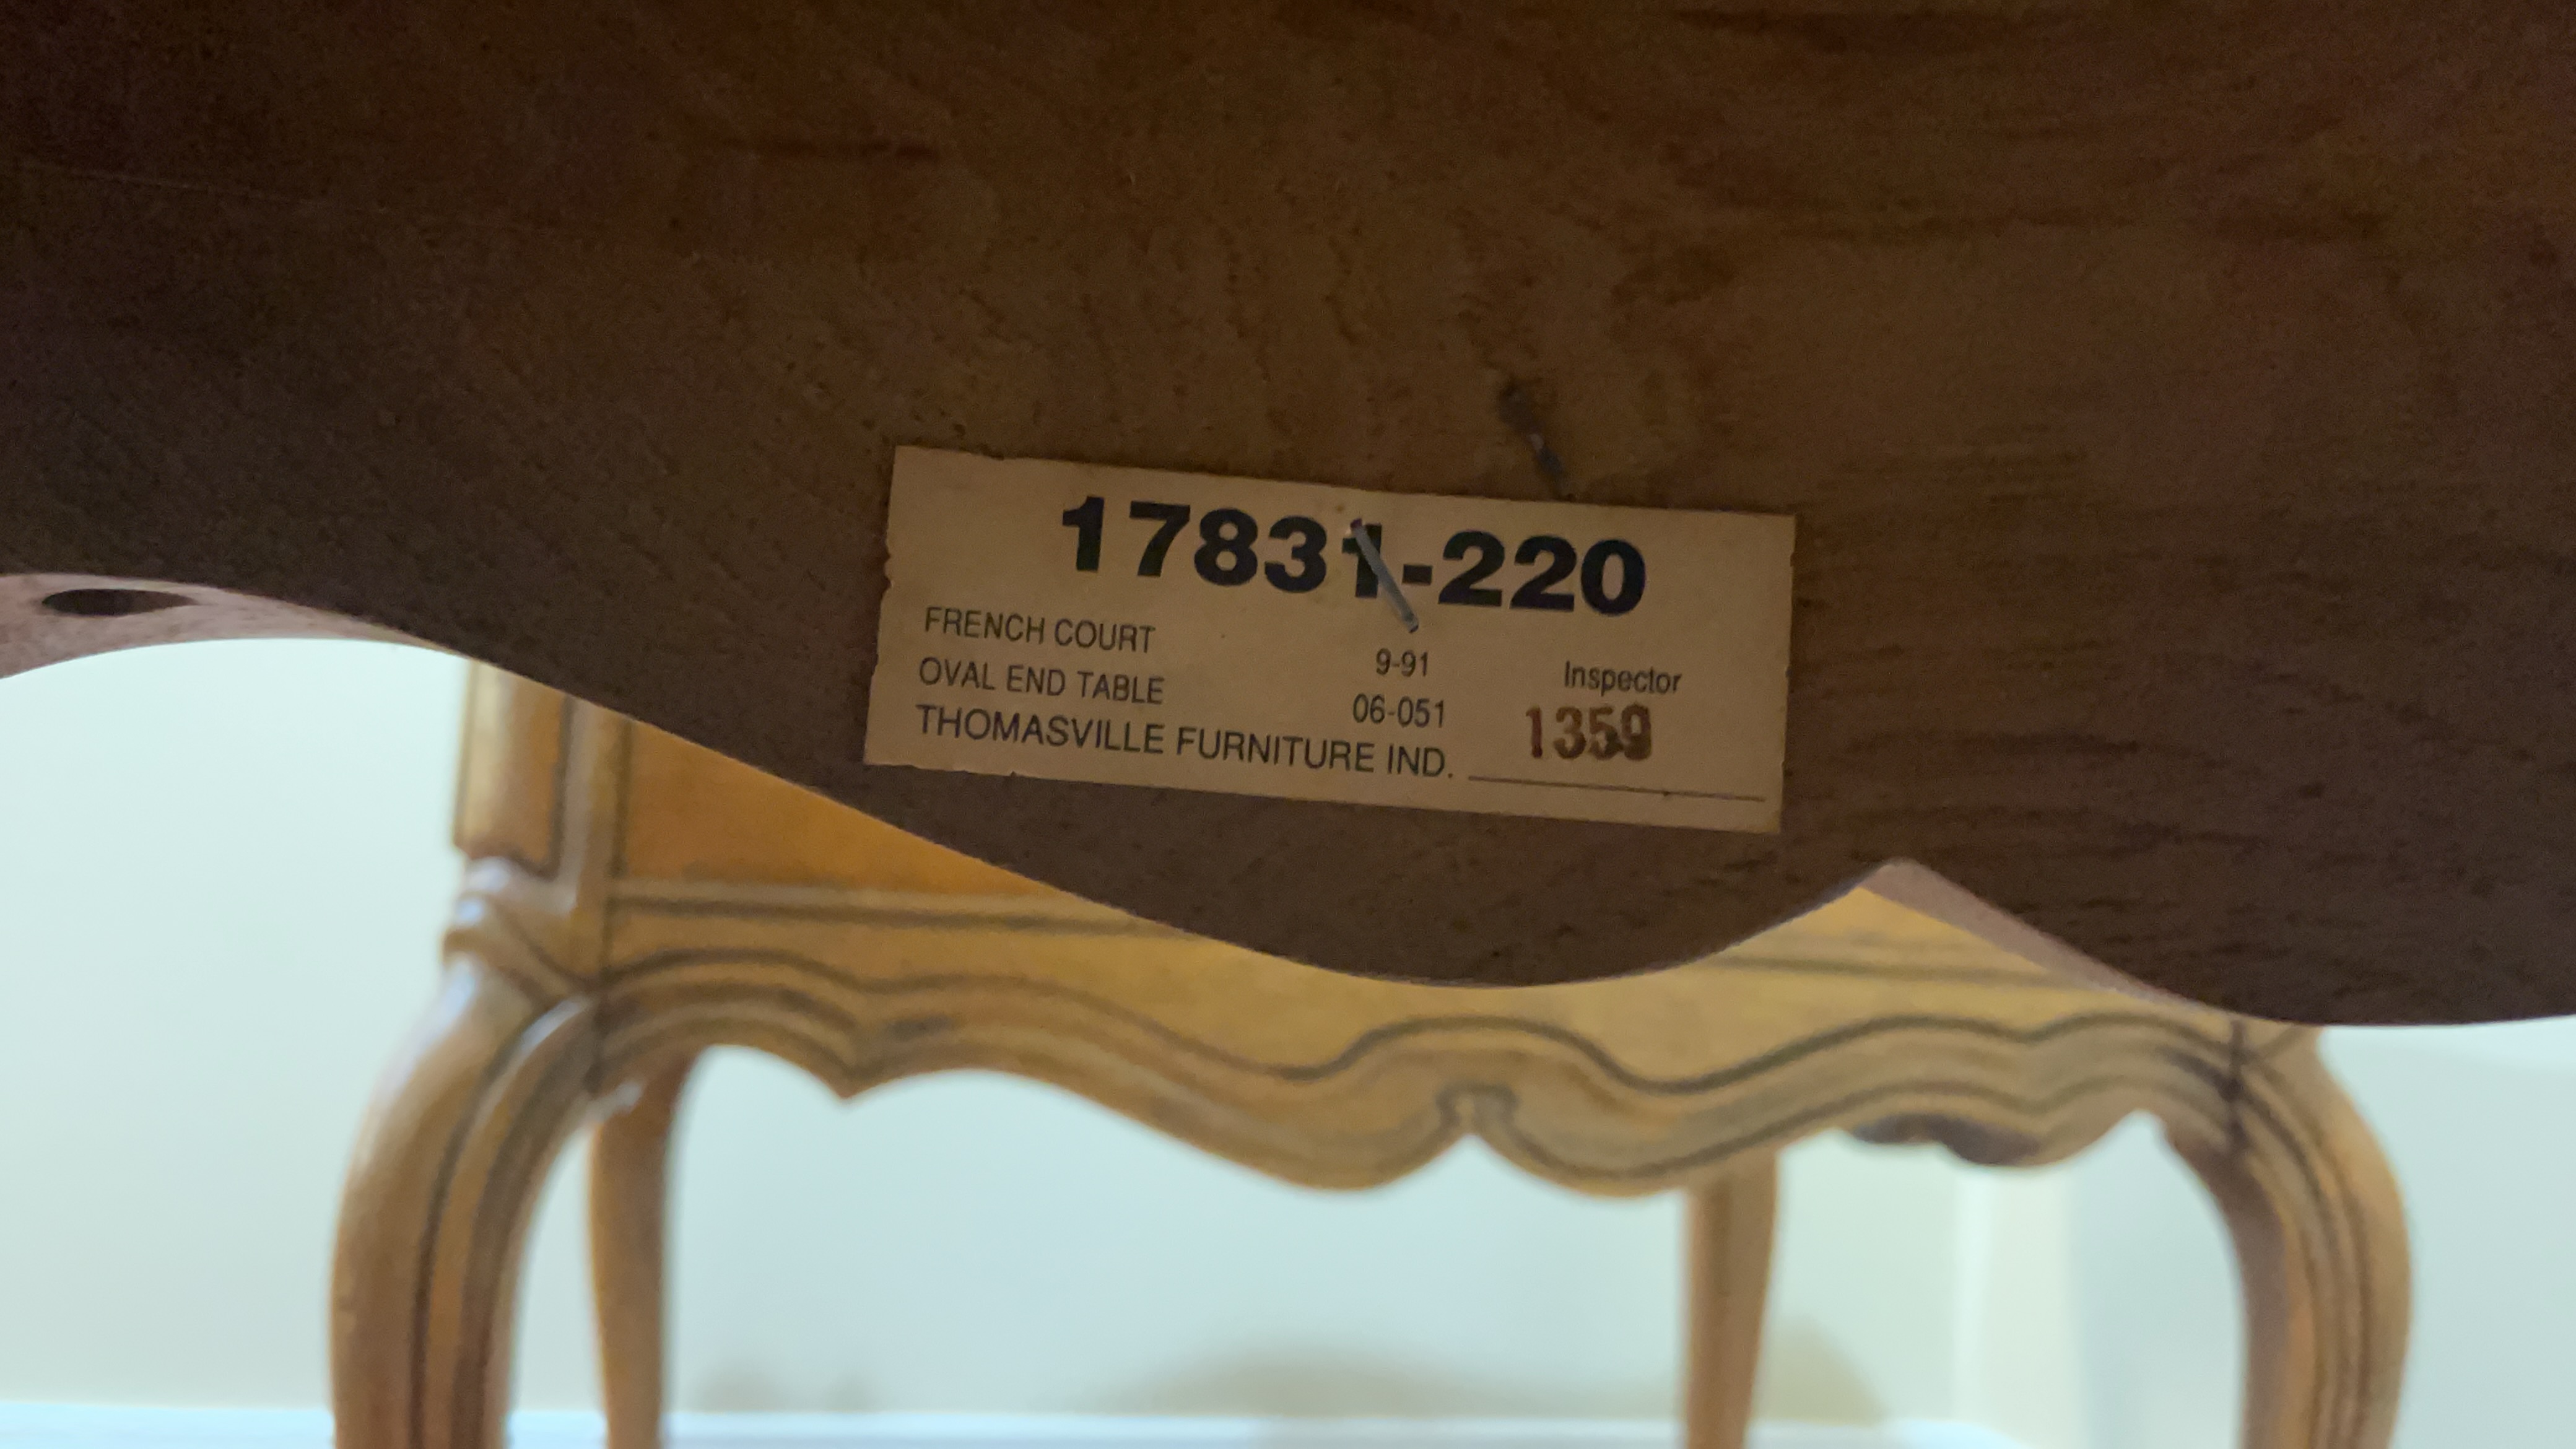 17831-220
FRENCH COURT 9-91 Inspector
OVAL END TABLE 06-051 1359
THOMASVILLE FURNITURE IND.